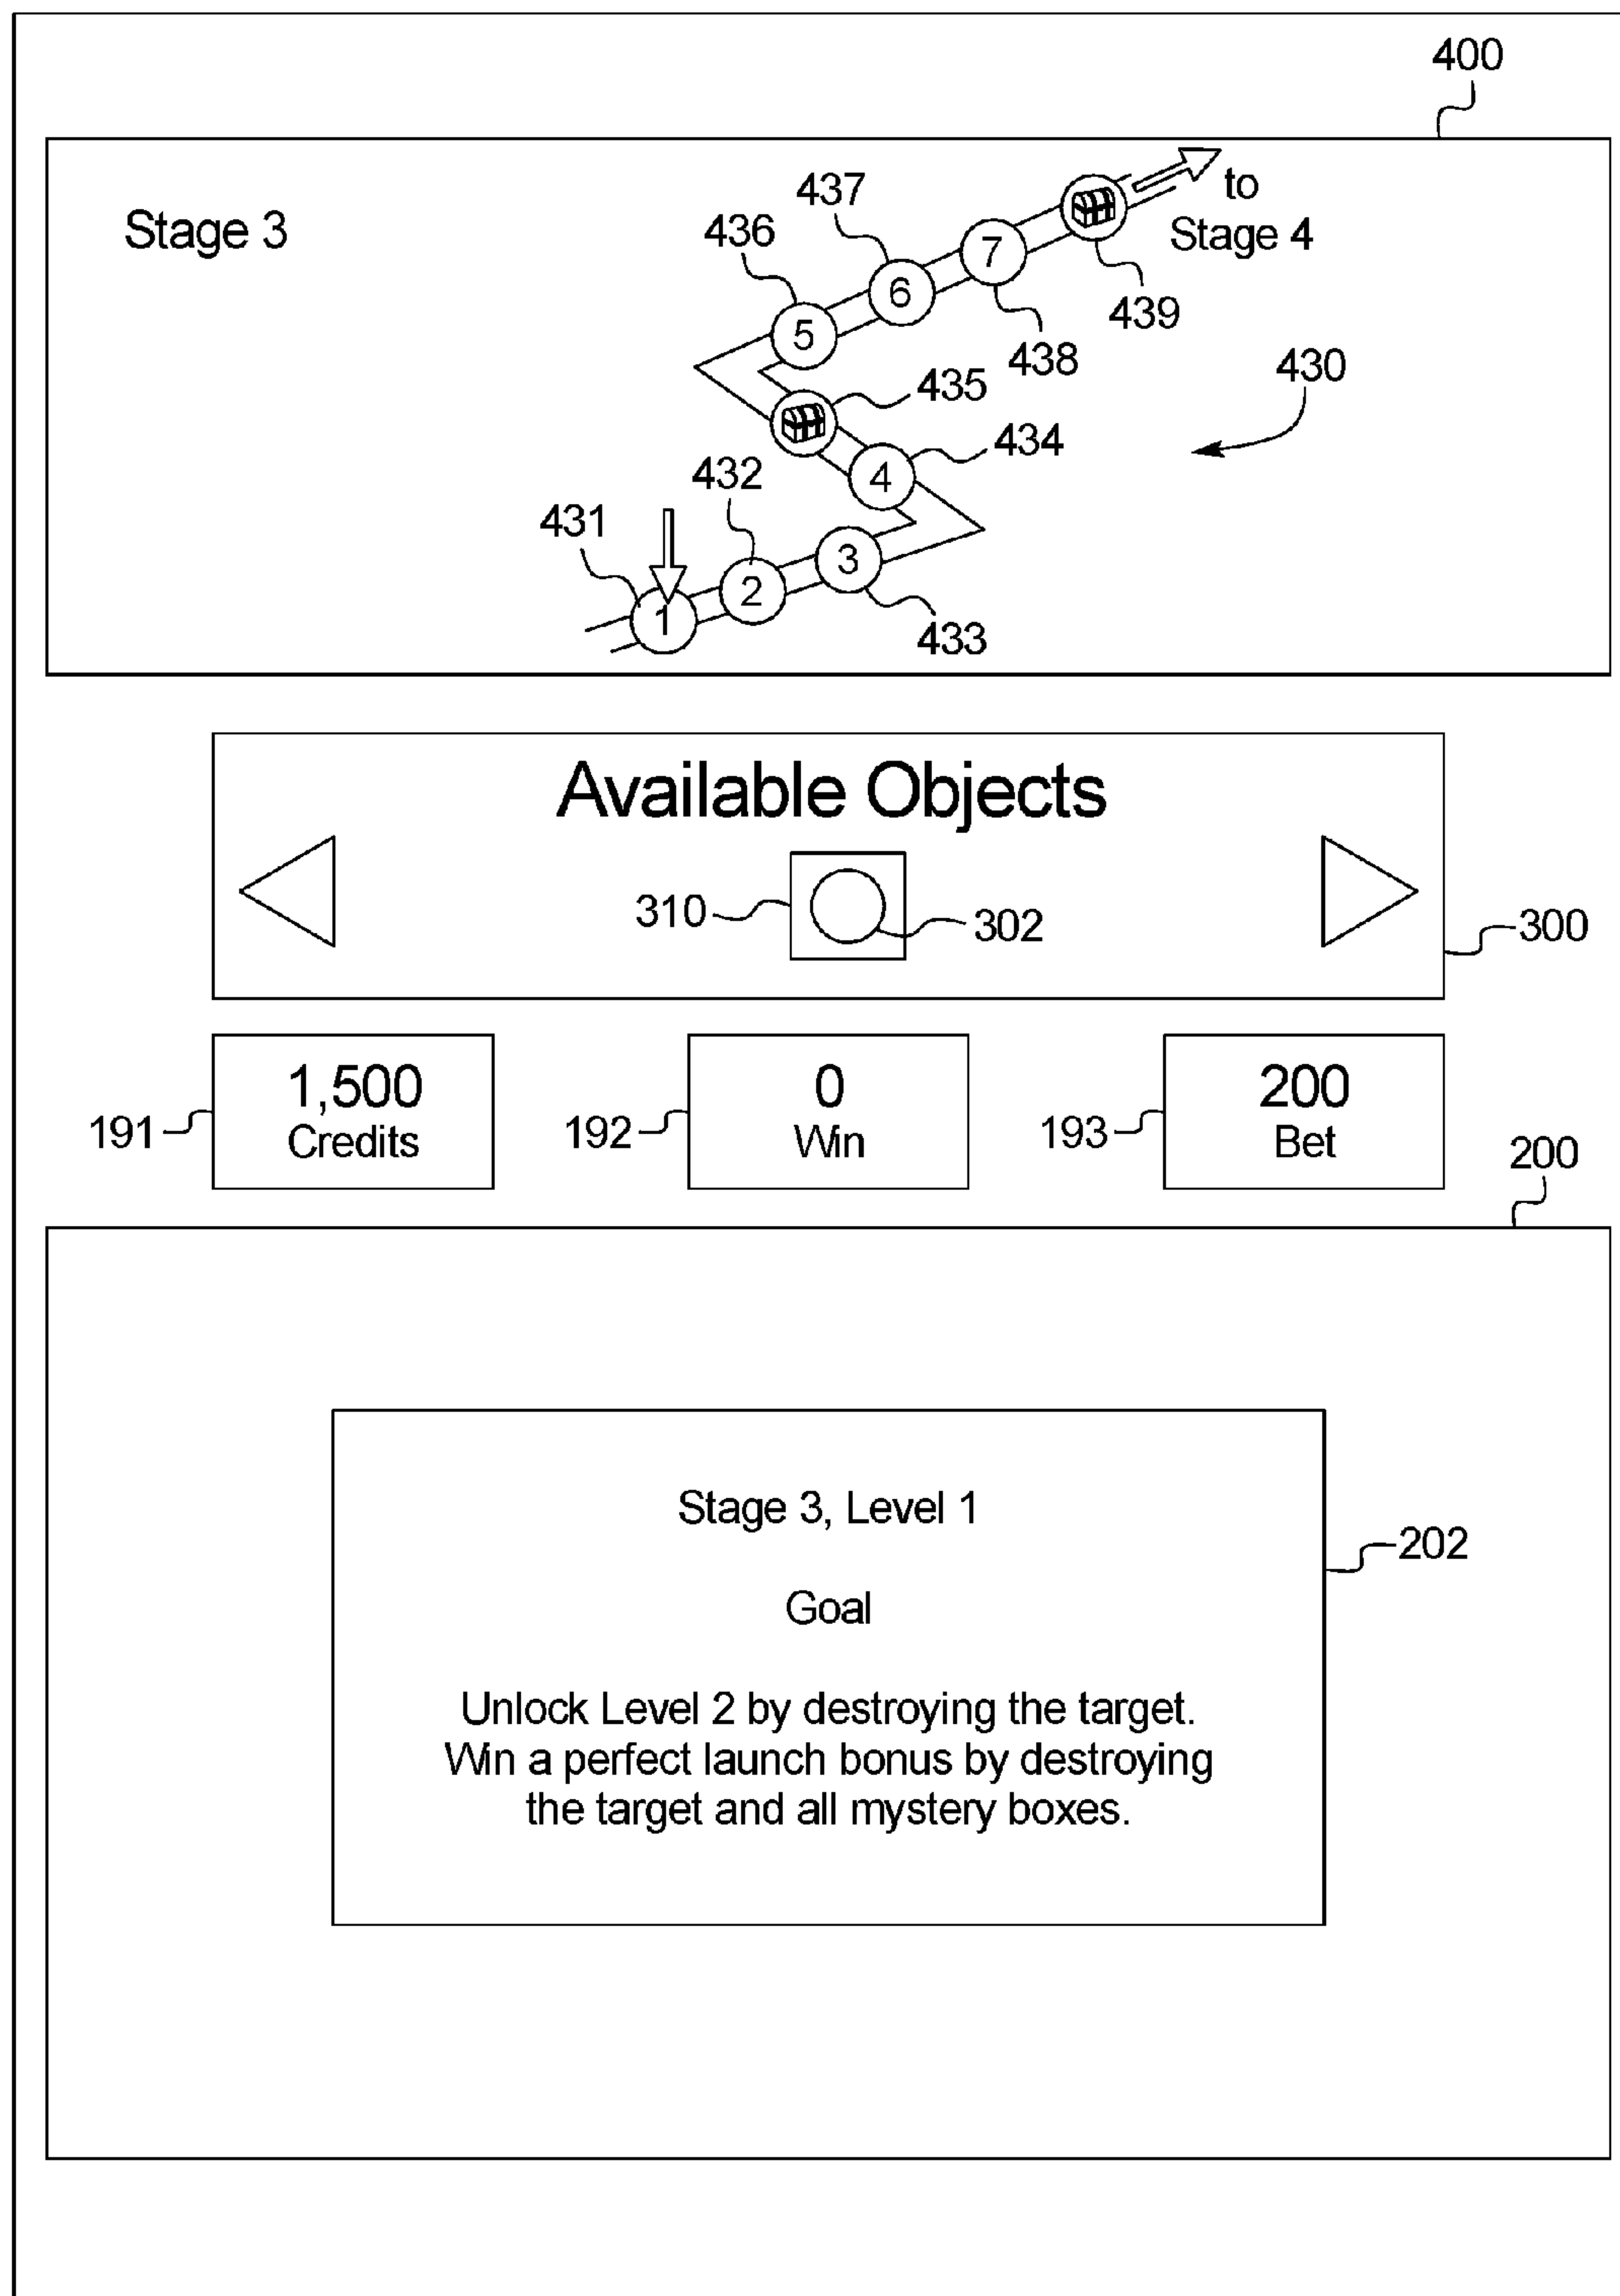 400
Stage 3
to
Stage 4
437
436
7
6
439
5
438
430
435
434
4
432
431
3
2
1
433
Available Objects
310
302
300
1,500
Credits
191
0
Win
192
200
Bet
193
200
Stage 3, Level 1
202
Goal
Unlock Level 2 by destroying the target.
Win a perfect launch bonus by destroying
the target and all mystery boxes.